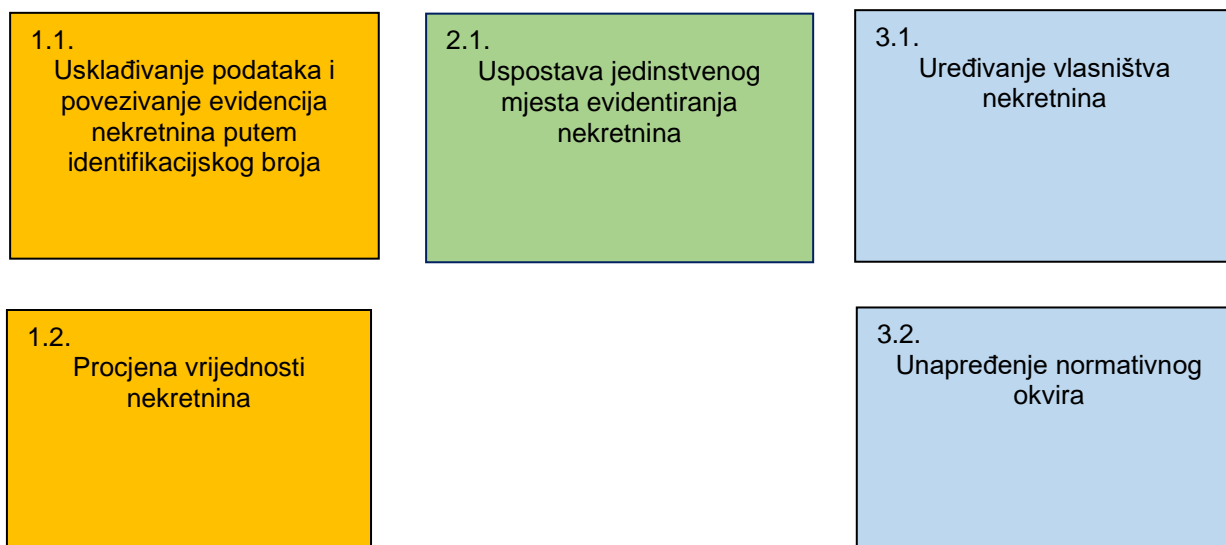 1.1.
Usklađivanje podataka i
povezivanje evidencija
nekretnina putem
identifikacijskog broja
2.1.
Uspostava jedinstvenog
mjesta evidentiranja
nekretnina
3.1.
Uređivanje vlasništva
nekretnina
1.2.
Procjena vrijednosti
nekretnina
3.2.
Unapređenje normativnog
okvira